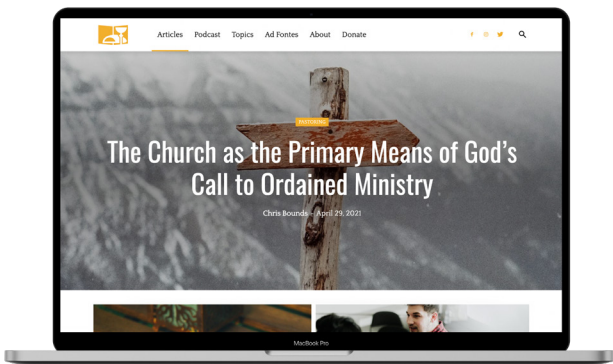 Articles Podcast Topics Ad Fontes About Donate
PASTORING
The Church as the Primary Means of God’s
Call to Ordained Ministry
Chris Bounds – April 29, 2021
MacBook Pro